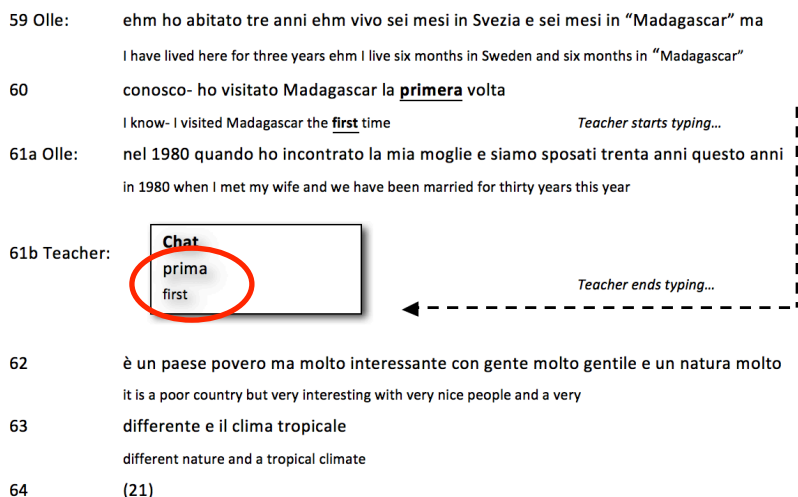 59 Olle: ehm ho abitato tre anni ehm vivo sei mesi in Svezia e sei mesi in “Madagascar” ma
I have lived here for three years ehm I live six months in Sweden and six months in “Madagascar”
60 conosco- ho visitato Madagascar la primera volta
I know- I visited Madagascar the first time Teacher starts typing…
61a Olle: nel 1980 quando ho incontrato la mia moglie e siamo sposati trenta anni questo anni
in 1980 when I met my wife and we have been married for thirty years this year
61b Teacher:
Chat
prima
first
Teacher ends typing…
62 è un paese povero ma molto interessante con gente molto gentile e un natura molto
it is a poor country but very interesting with very nice people and a very
63 differente e il clima tropicale
different nature and a tropical climate
64 (21)